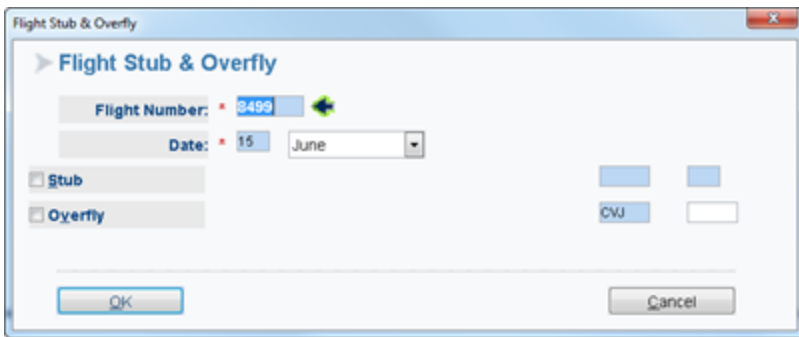 Flight Stub & Overfly
Flight Stub & Overfly
Flight Number: * 8499
Date: * 15 June
Stub
Overfly CVJ
OK Cancel